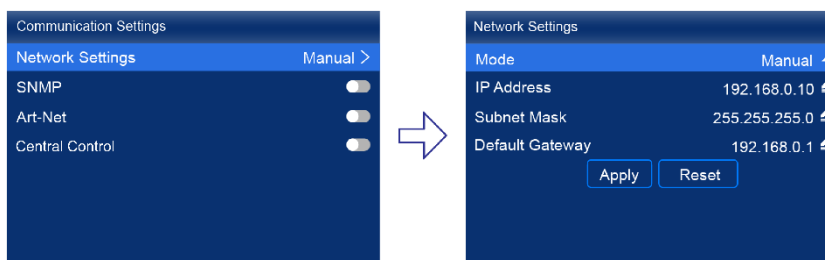 Communication Settings
Network Settings Manual >
SNMP
Art-Net
Central Control
Network Settings
Mode Manual
IP Address 192.168.0.10
Subnet Mask 255.255.255.0
Default Gateway 192.168.0.1
Apply Reset